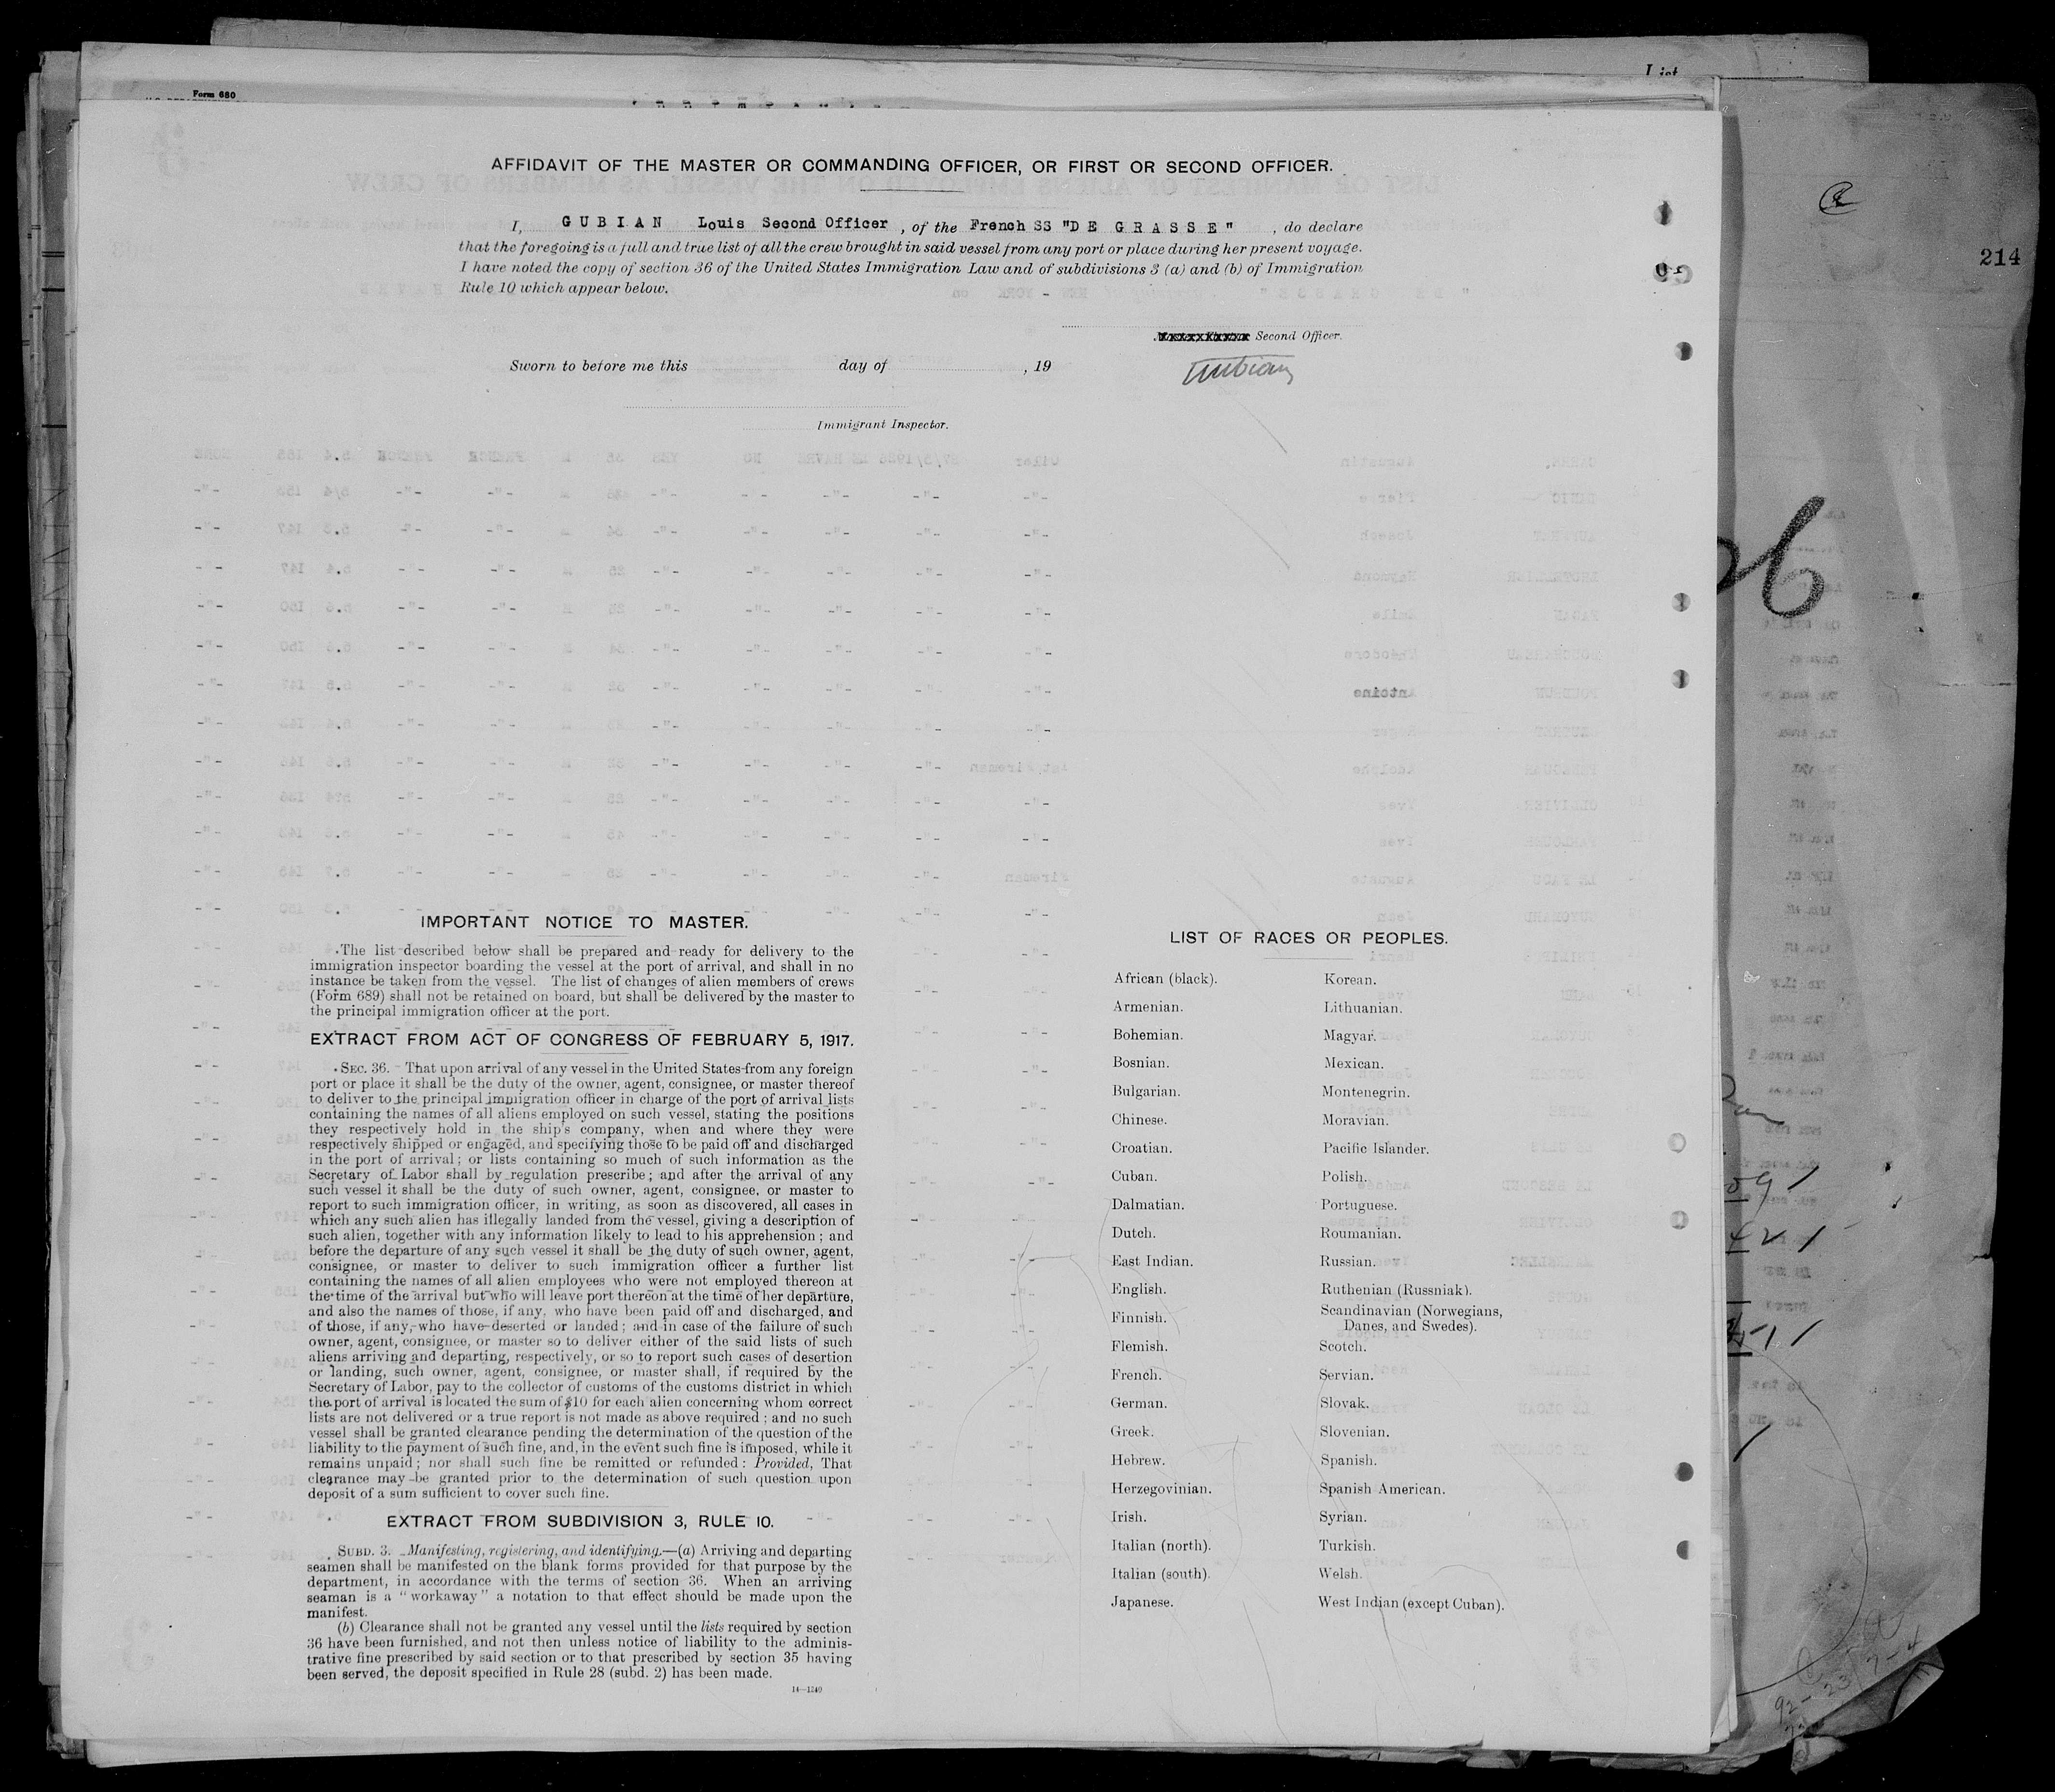 Form 680
List
AFFIDAVIT OF THE MASTER OR COMMANDING OFFICER, OR FIRST OR SECOND OFFICER.
I, GUBIAN Louis Second Officer, of the French SS "DE GRASSE", do declare
that the foregoing is a full and true list of all the crew brought in said vessel from any port or place during her present voyage.
I have noted the copy of section 36 of the United States Immigration Law and of subdivisions 3 (a) and (b) of Immigration
Rule 10 which appear below.
Second Officer.
Sworn to before me this day of , 19
Gubian
Immigrant Inspector.
214
26
IMPORTANT NOTICE TO MASTER.
The list described below shall be prepared and ready for delivery to the
immigration inspector boarding the vessel at the port of arrival, and shall in no
instance be taken from the vessel. The list of changes of alien members of crews
(Form 689) shall not be retained on board, but shall be delivered by the master to
the principal immigration officer at the port.
EXTRACT FROM ACT OF CONGRESS OF FEBRUARY 5, 1917.
SEC. 36. That upon arrival of any vessel in the United States from any foreign
port or place it shall be the duty of the owner, agent, consignee, or master thereof
to deliver to the principal immigration officer in charge of the port of arrival lists
containing the names of all aliens employed on such vessel, stating the positions
they respectively hold in the ship's company, when and where they were
respectively shipped or engaged, and specifying those to be paid off and discharged
in the port of arrival; or lists containing so much of such information as the
Secretary of Labor shall by regulation prescribe; and after the arrival of any
such vessel it shall be the duty of such owner, agent, consignee, or master to
report to such immigration officer, in writing, as soon as discovered, all cases in
which any such alien has illegally landed from the vessel, giving a description of
such alien, together with any information likely to lead to his apprehension; and
before the departure of any such vessel it shall be the duty of such owner, agent,
consignee, or master to deliver to such immigration officer a further list
containing the names of all alien employees who were not employed thereon at
the time of the arrival but who will leave port thereon at the time of her departure,
and also the names of those, if any, who have been paid off and discharged, and
of those, if any, who have deserted or landed; and in case of the failure of such
owner, agent, consignee, or master so to deliver either of the said lists of such
aliens arriving and departing, respectively, or so to report such cases of desertion
or landing, such owner, agent, consignee, or master shall, if required by the
Secretary of Labor, pay to the collector of customs of the customs district in which
the port of arrival is located the sum of $10 for each alien concerning whom correct
lists are not delivered or a true report is not made as above required; and no such
vessel shall be granted clearance pending the determination of the question of the
liability to the payment of such fine, and, in the event such fine is imposed, while it
remains unpaid; nor shall such fine be remitted or refunded: Provided, That
clearance may be granted prior to the determination of such question upon
deposit of a sum sufficient to cover such fine.
EXTRACT FROM SUBDIVISION 3, RULE 10.
SUBD. 3. Manifesting, registering, and identifying.—(a) Arriving and departing
seamen shall be manifested on the blank forms provided for that purpose by the
department, in accordance with the terms of section 36. When an arriving
seaman is a "workaway" a notation to that effect should be made upon the
manifest.
(b) Clearance shall not be granted any vessel until the lists required by section
36 have been furnished, and not then unless notice of liability to the adminis-
trative fine prescribed by said section or to that prescribed by section 35 having
been served, the deposit specified in Rule 28 (subd. 2) has been made.
14—1240
LIST OF RACES OR PEOPLES.
African (black).
Armenian.
Bohemian.
Bosnian.
Bulgarian.
Chinese.
Croatian.
Cuban.
Dalmatian.
Dutch.
East Indian.
English.
Finnish.
Flemish.
French.
German.
Greek.
Hebrew.
Herzegovinian.
Irish.
Italian (north).
Italian (south).
Japanese.
Korean.
Lithuanian.
Magyar.
Mexican.
Montenegrin.
Moravian.
Pacific Islander.
Polish.
Portuguese.
Roumanian.
Russian.
Ruthenian (Russniak).
Scandinavian (Norwegians,
Danes, and Swedes).
Scotch.
Servian.
Slovak.
Slovenian.
Spanish.
Spanish American.
Syrian.
Turkish.
Welsh.
West Indian (except Cuban).